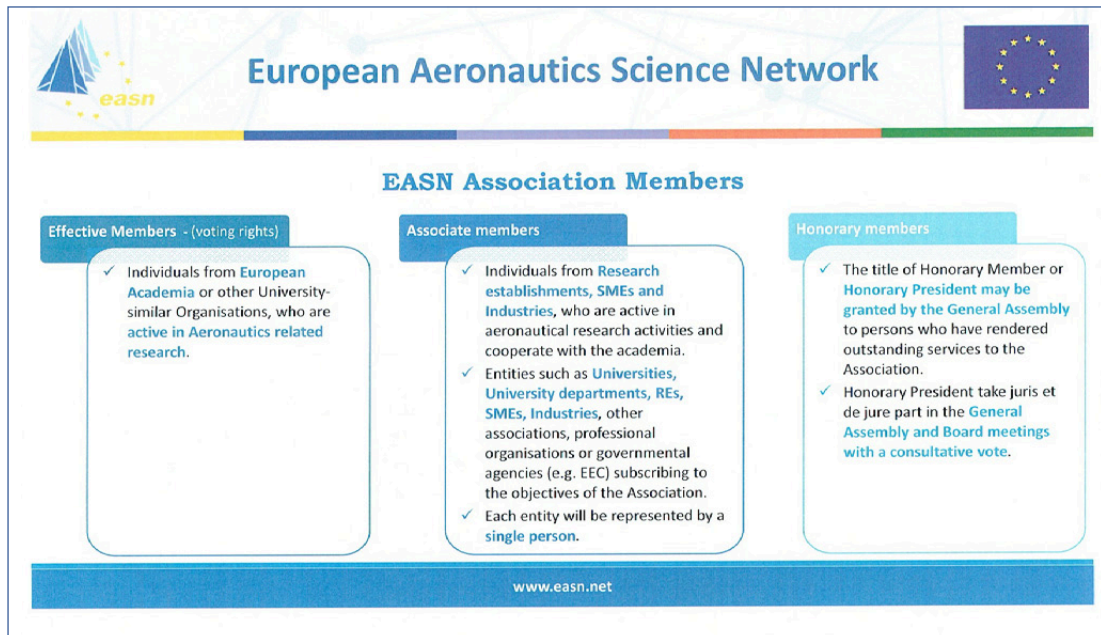 easn
European Aeronautics Science Network
EASN Association Members
Effective Members - (voting rights)
✓ Individuals from European
Academia or other University-
similar Organisations, who are
active in Aeronautics related
research.
Associate members
✓ Individuals from Research
establishments, SMEs and
Industries, who are active in
aeronautical research activities and
cooperate with the academia.
✓ Entities such as Universities,
University departments, REs,
SMEs, Industries, other
associations, professional
organisations or governmental
agencies (e.g. EEC) subscribing to
the objectives of the Association.
✓ Each entity will be represented by a
single person.
Honorary members
✓ The title of Honorary Member or
Honorary President may be
granted by the General Assembly
to persons who have rendered
outstanding services to the
Association.
✓ Honorary President take juris et
de jure part in the General
Assembly and Board meetings
with a consultative vote.
www.easn.net